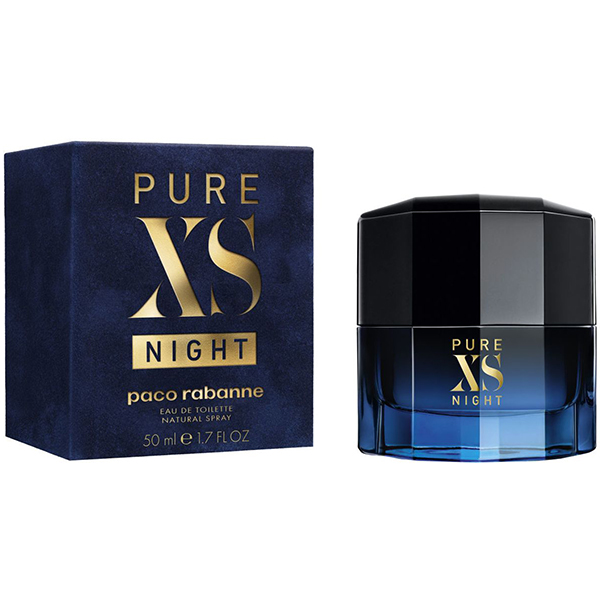 PURE
XS
NIGHT
paco rabanne
EAU DE TOILETTE
NATURAL SPRAY
50 ml ℮ 1.7 FL OZ
PURE
XS
NIGHT